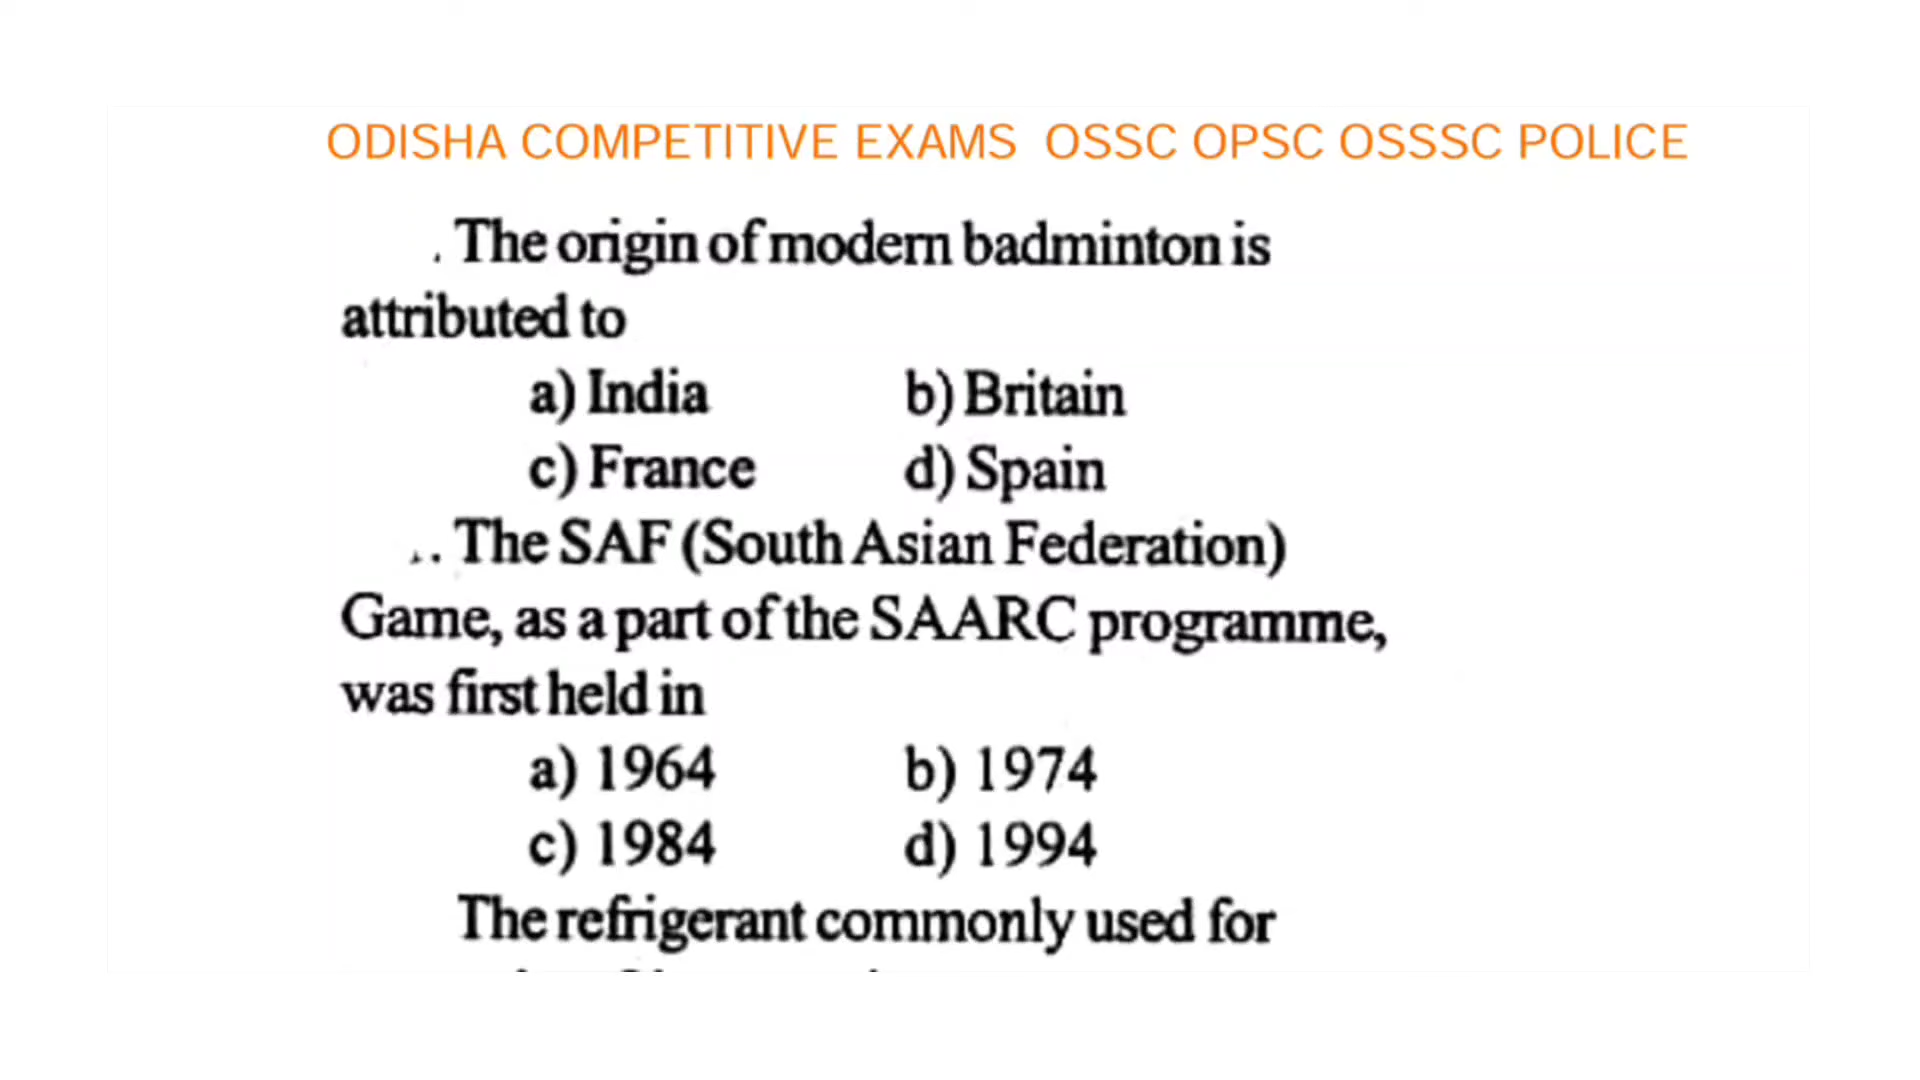 ODISHA COMPETITIVE EXAMS OSSC OPSC OSSSC POLICE
. The origin of modern badminton is
attributed to
a) India b) Britain
c) France d) Spain
. . The SAF (South Asian Federation)
Game, as a part of the SAARC programme,
was first held in
a) 1964 b) 1974
c) 1984 d) 1994
The refrigerant commonly used for